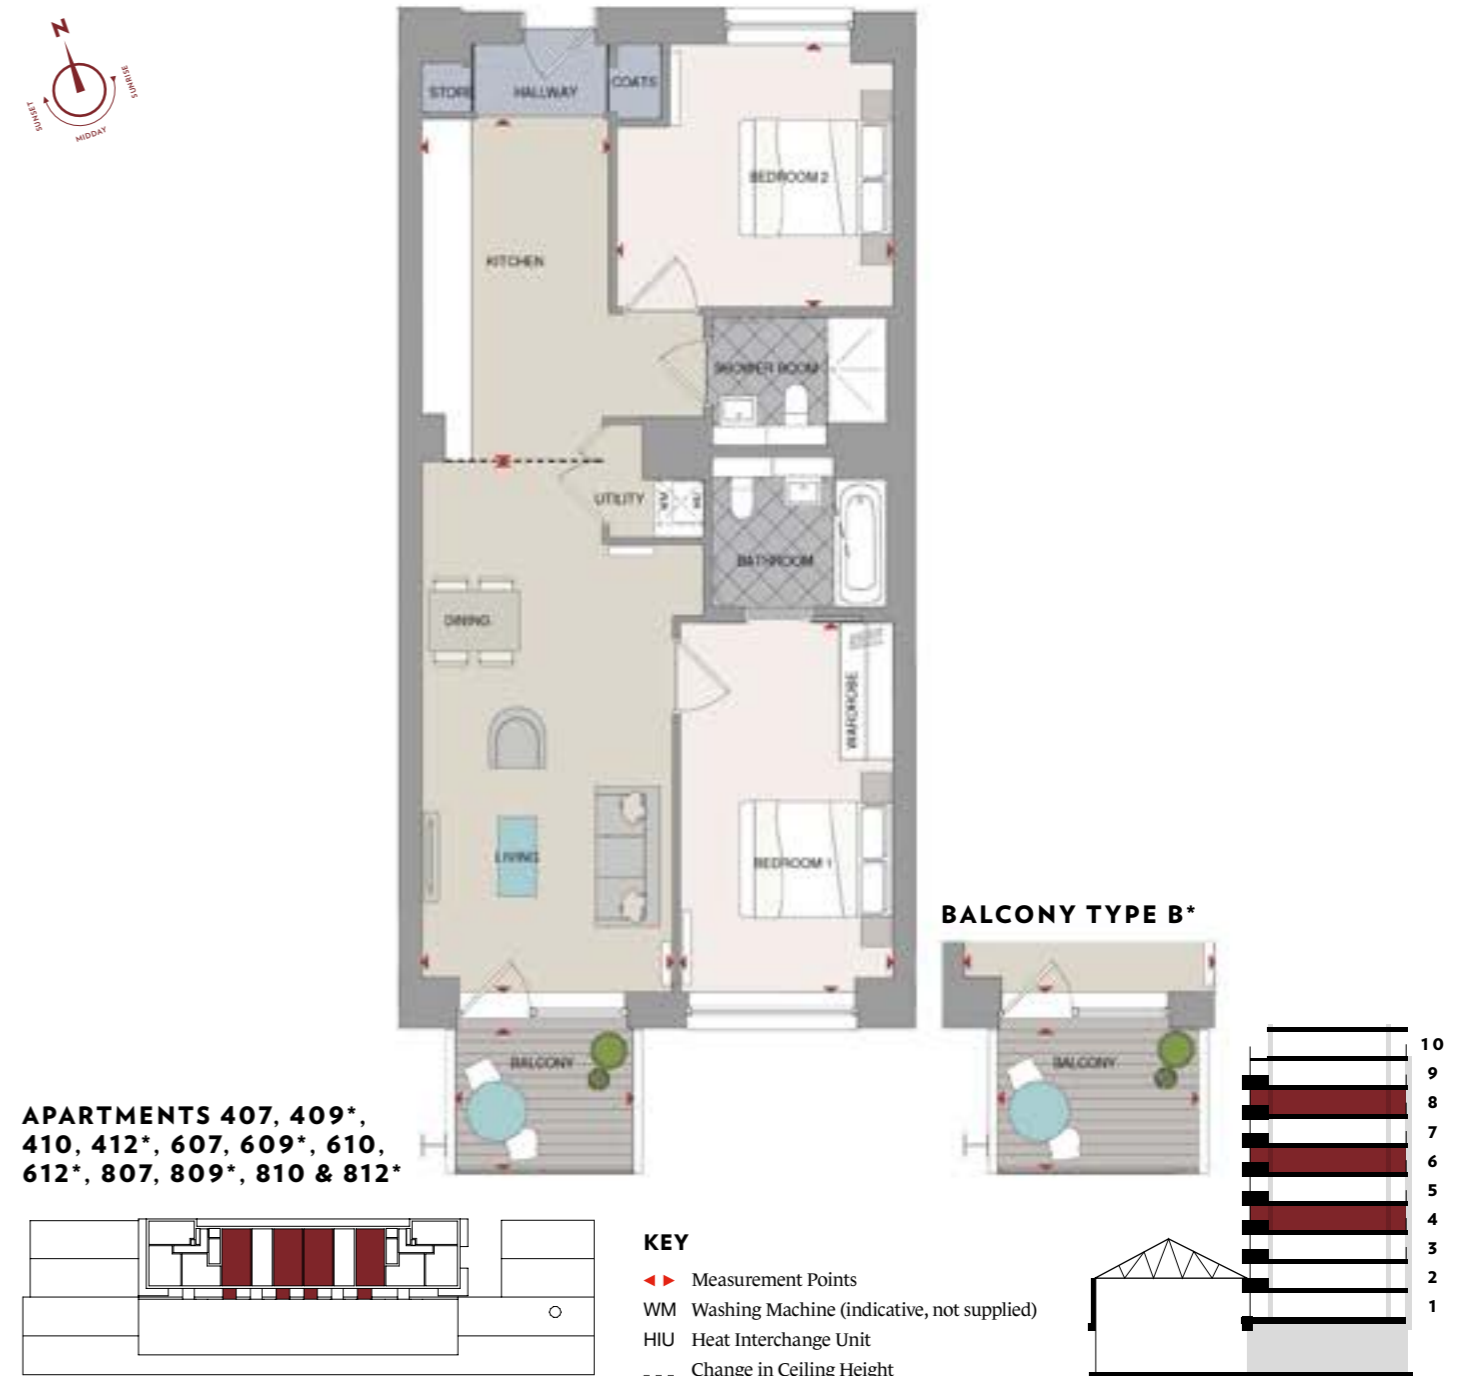 N
SUNSET
MIDDAY
SUNRISE
STORE
HALLWAY
COATS
BEDROOM 2
KITCHEN
SHOWER ROOM
UTILITY
WM
HIU
BATHROOM
DINING
WARDROBE
LIVING
BEDROOM 1
BALCONY TYPE B*
BALCONY
BALCONY
APARTMENTS 407, 409*,
410, 412*, 607, 609*, 610,
612*, 807, 809*, 810 & 812*
KEY
Measurement Points
WM Washing Machine (indicative, not supplied)
HIU Heat Interchange Unit
--- Change in Ceiling Height
10
9
8
7
6
5
4
3
2
1